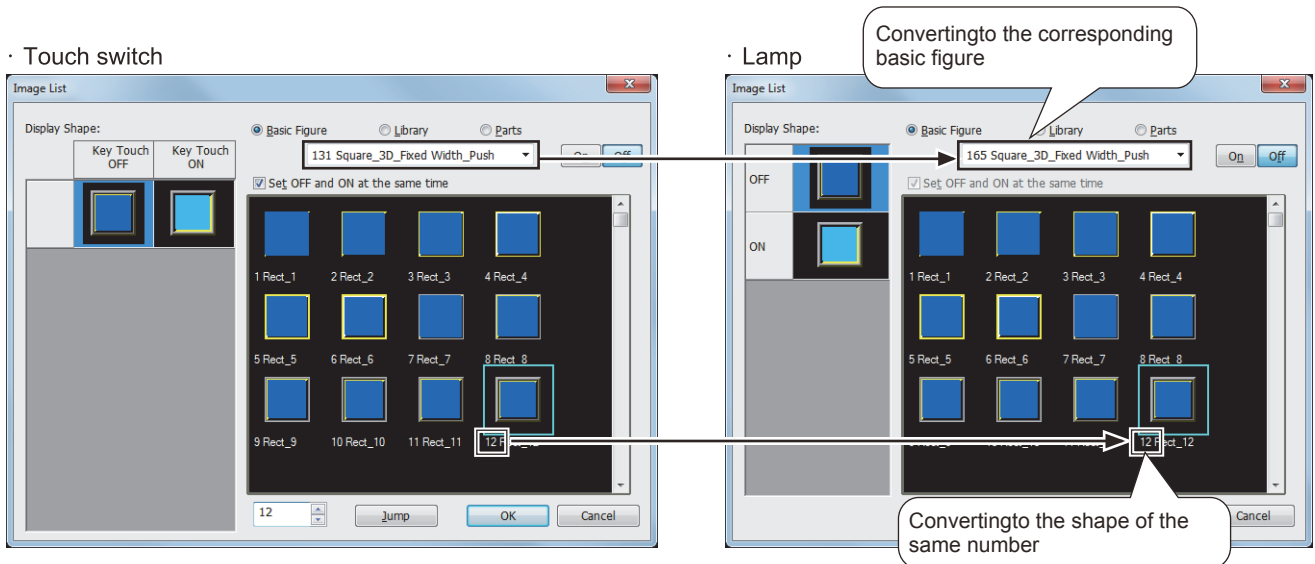 Convertingto the corresponding
basic figure
· Touch switch
Image List
Display Shape:
Basic Figure
Library
Parts
Key Touch
OFF
Key Touch
ON
131 Square_3D_Fixed Width_Push
On
Off
Set OFF and ON at the same time
1 Rect_1
2 Rect_2
3 Rect_3
4 Rect_4
5 Rect_5
6 Rect_6
7 Rect_7
8 Rect_8
9 Rect_9
10 Rect_10
11 Rect_11
12 Rect_12
12
Jump
OK
Cancel
· Lamp
Image List
Display Shape:
Basic Figure
Library
Parts
165 Square_3D_Fixed Width_Push
On
Off
OFF
Set OFF and ON at the same time
ON
1 Rect_1
2 Rect_2
3 Rect_3
4 Rect_4
5 Rect_5
6 Rect_6
7 Rect_7
8 Rect_8
12 Rect_12
Cancel
Convertingto the shape of the
same number